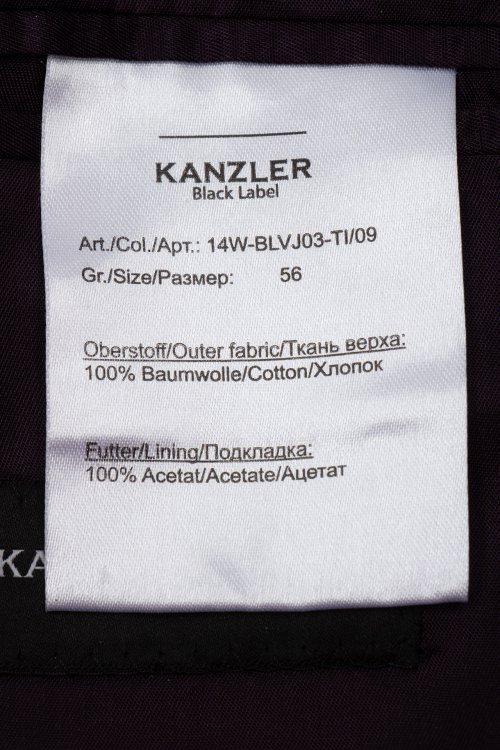 KANZLER
Black Label
Art./Col./Арт.: 14W-BLVJ03-TI/09
Gr./Size/Размер: 56
Oberstoff/Outer fabric/Ткань верха:
100% Baumwolle/Cotton/Хлопок
Futter/Lining/Подкладка:
100% Acetat/Acetate/Ацетат
KA